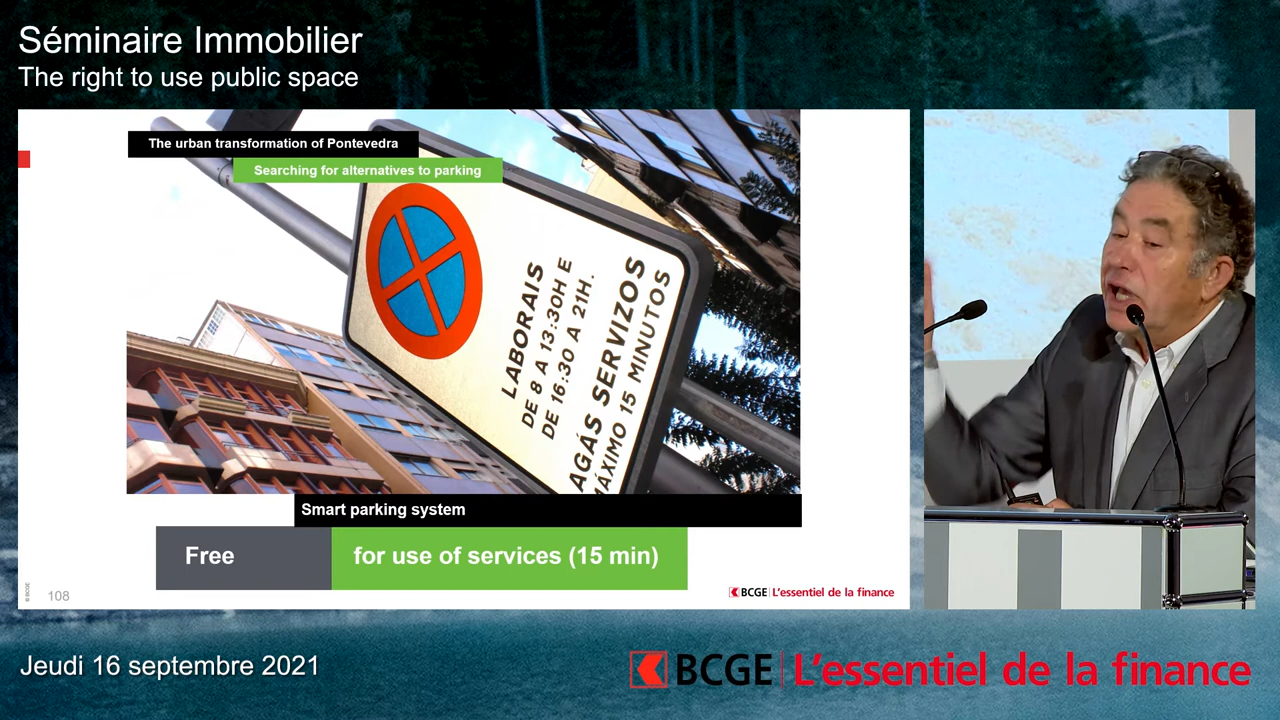 Séminaire Immobilier
The right to use public space
The urban transformation of Pontevedra
Searching for alternatives to parking
LABORAIS
DE 8 A 13:30H E
DE 16:30 A 21H.
AGÁS SERVIZOS
MÁXIMO 15 MINUTOS
Smart parking system
Free for use of services (15 min)
© BCGE
108
BCGE L'essentiel de la finance
Jeudi 16 septembre 2021
BCGE L'essentiel de la finance